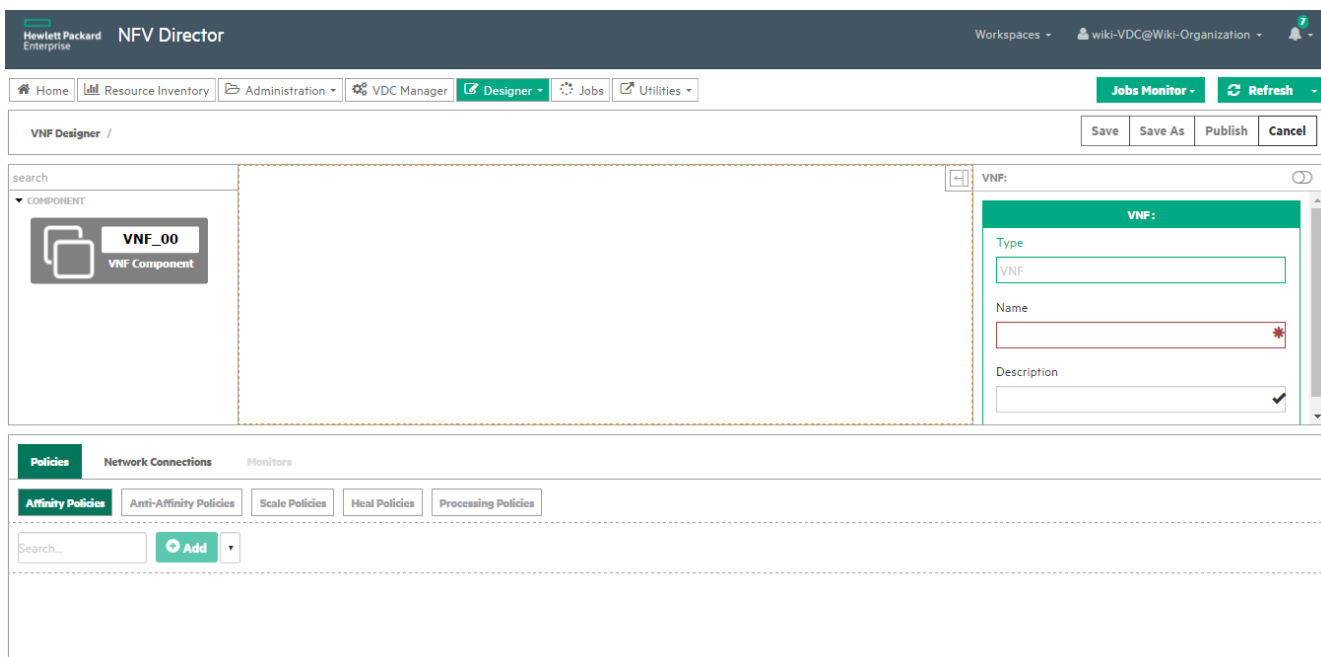 Hewlett Packard
Enterprise
NFV Director
Workspaces
wiki-VDC@Wiki-Organization
7
Home
Resource Inventory
Administration
VDC Manager
Designer
Jobs
Utilities
Jobs Monitor
Refresh
VNF Designer /
Save
Save As
Publish
Cancel
search
COMPONENT
VNF_00
VNF Component
VNF:
VNF:
Type
VNF
Name
Description
Policies
Network Connections
Monitors
Affinity Policies
Anti-Affinity Policies
Scale Policies
Heal Policies
Processing Policies
Search...
Add